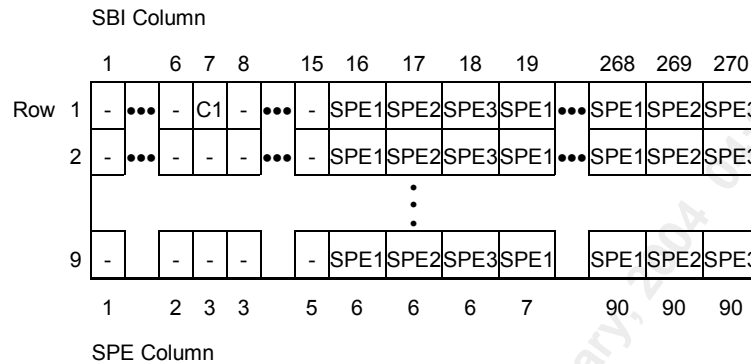 SBI Column
1 6 7 8 15 16 17 18 19 268 269 270
Row 1 - ••• - C1 - ••• - SPE1 SPE2 SPE3 SPE1 ••• SPE1 SPE2 SPE3
2 - ••• - - - ••• - SPE1 SPE2 SPE3 SPE1 ••• SPE1 SPE2 SPE3
9 - - - - - SPE1 SPE2 SPE3 SPE1 SPE1 SPE2 SPE3
1 2 3 3 5 6 6 6 7 90 90 90
SPE Column